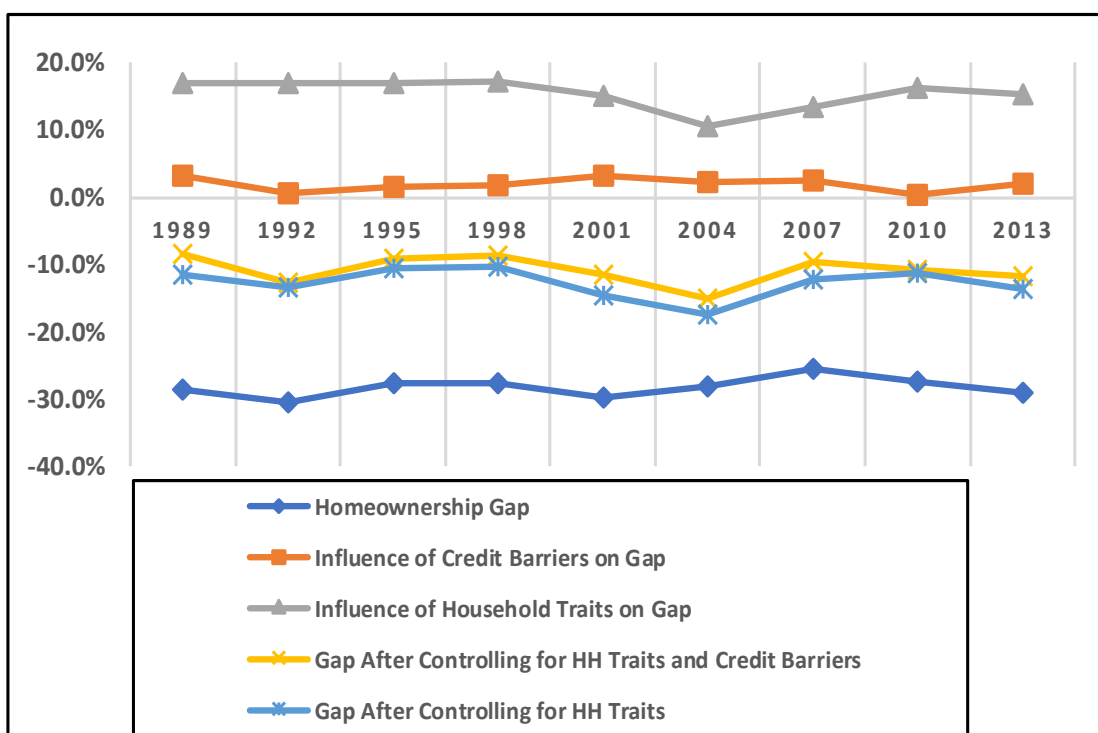 20.0%
10.0%
0.0%
1989 1992 1995 1998 2001 2004 2007 2010 2013
-10.0%
-20.0%
-30.0%
-40.0%
Homeownership Gap
Influence of Credit Barriers on Gap
Influence of Household Traits on Gap
Gap After Controlling for HH Traits and Credit Barriers
Gap After Controlling for HH Traits